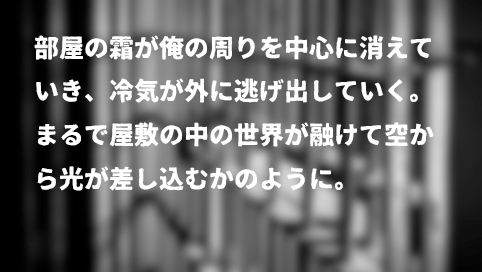 部屋の霜が俺の周りを中心に消えて
いき、冷気が外に逃げ出していく。
まるで屋敷の中の世界が融けて空か
ら光が差し込むかのように。